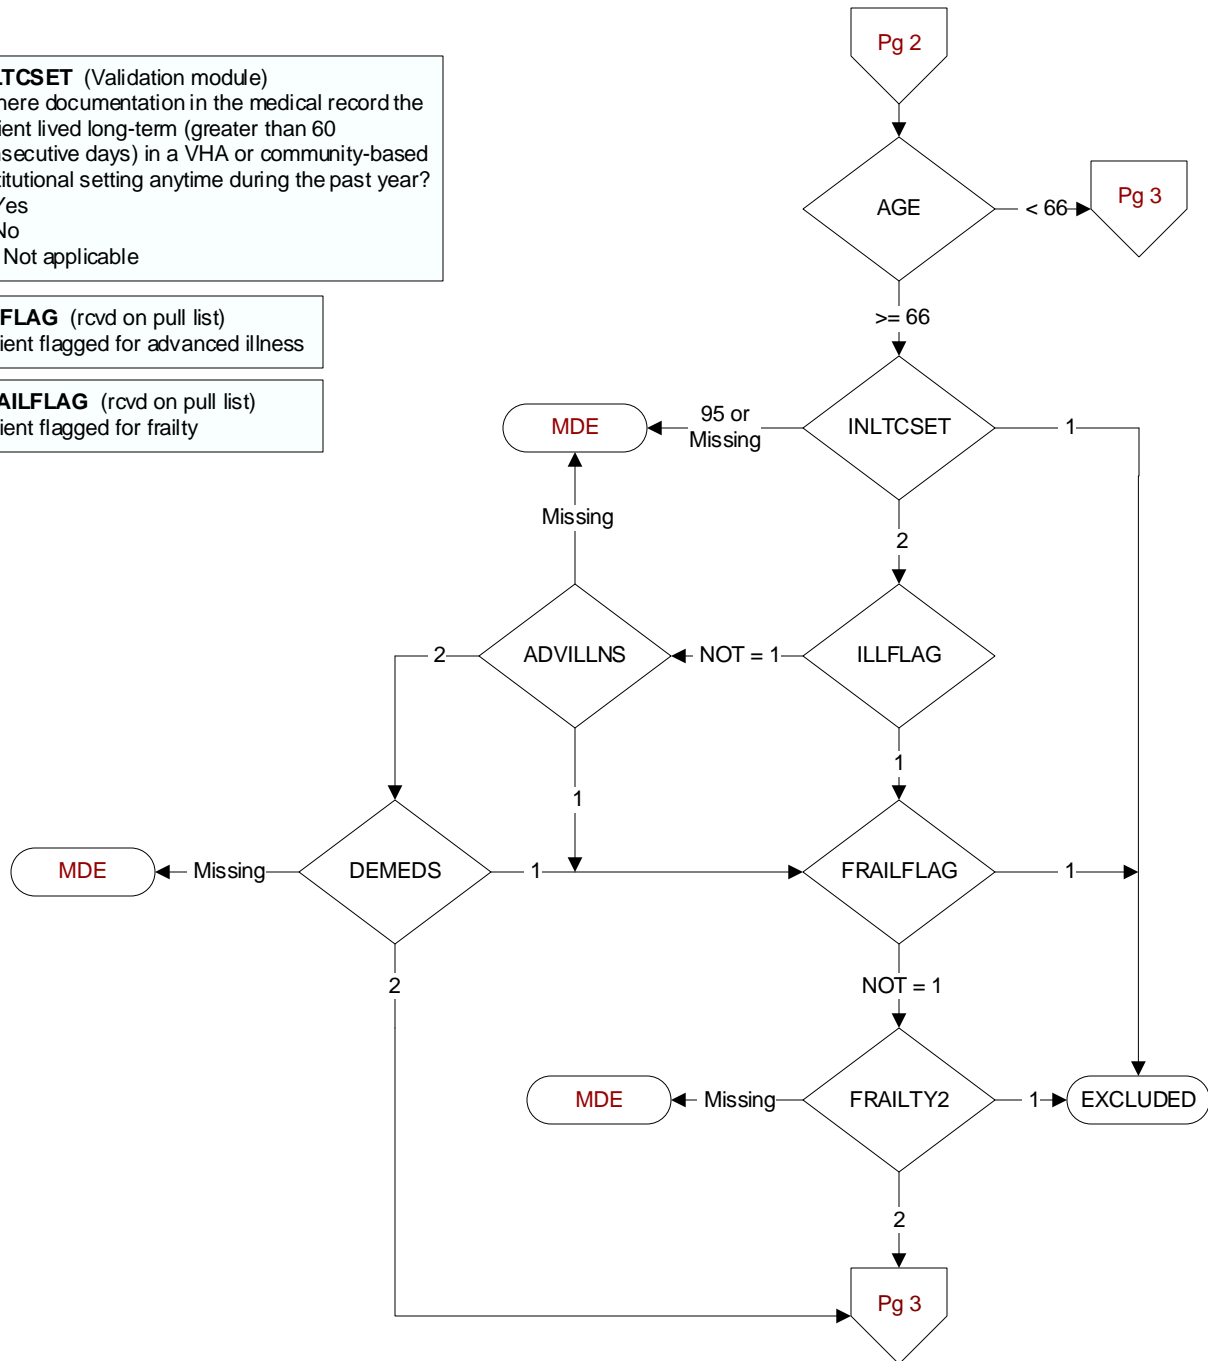 Pg 2
LTCSET (Validation module)
here documentation in the medical record the
ient lived long-term (greater than 60
nsecutive days) in a VHA or community-based
titutional setting anytime during the past year?
Yes
No
Not applicable
AGE
< 66
Pg 3
>= 66
FLAG (rcvd on pull list)
ient flagged for advanced illness
AILFLAG (rcvd on pull list)
ient flagged for frailty
MDE
95 or
Missing
INLTCSET
1
Missing
2
2
ADVILLNS
NOT = 1
ILLFLAG
1
1
MDE
Missing
DEMEDS
1
FRAILFLAG
1
2
NOT = 1
MDE
Missing
FRAILTY2
1
EXCLUDED
2
Pg 3